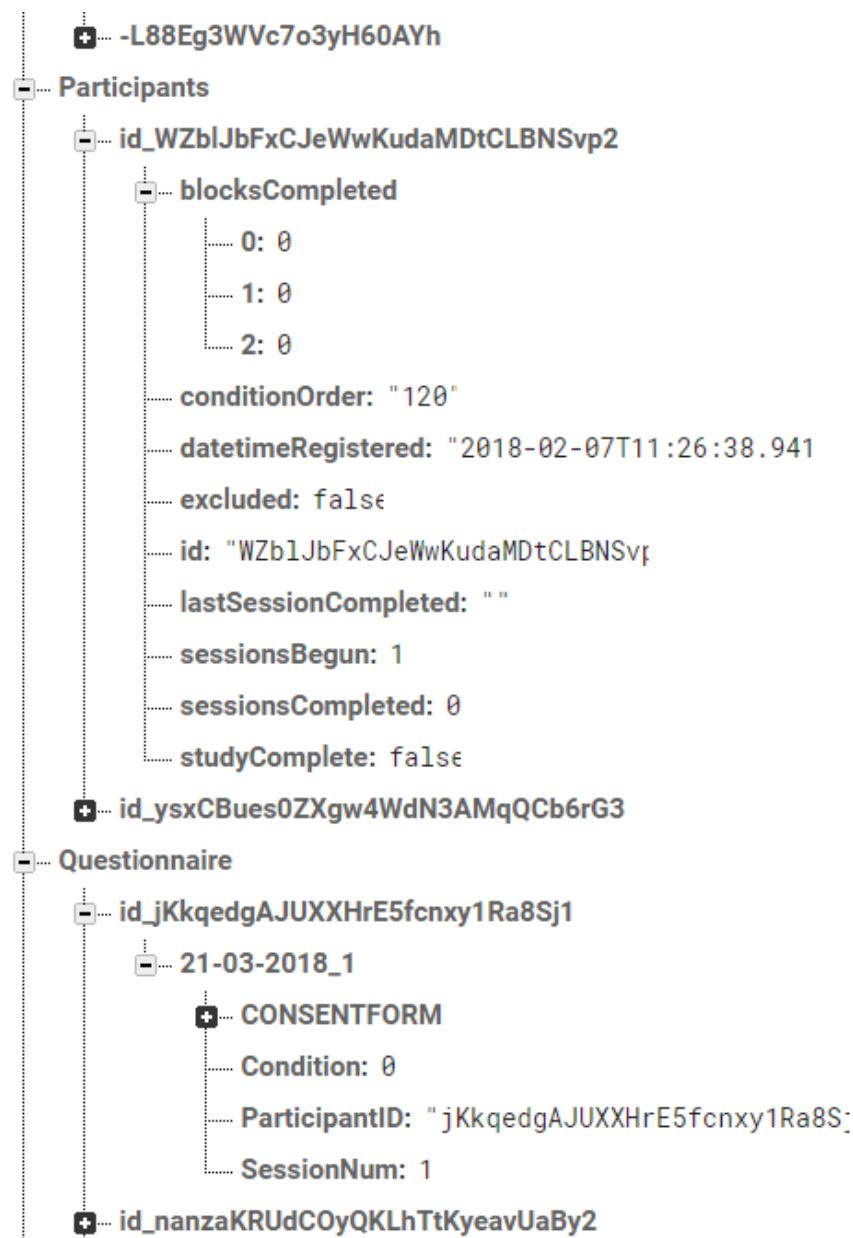 -L88Eg3WVc7o3yH60AYh
Participants
id_WZblJbFxCJeWwKudaMDtCLBNSvp2
blocksCompleted
0: 0
1: 0
2: 0
conditionOrder: "120"
datetimeRegistered: "2018-02-07T11:26:38.941
excluded: false
id: "WZblJbFxCJeWwKudaMDtCLBNSvp
lastSessionCompleted: ""
sessionsBegun: 1
sessionsCompleted: 0
studyComplete: false
id_ysxCBues0ZXgw4WdN3AMqQCb6rG3
Questionnaire
id_jKkqedgAJUXXHrE5fcnxy1Ra8Sj1
21-03-2018_1
CONSENTFORM
Condition: 0
ParticipantID: "jKkqedgAJUXXHrE5fcnxy1Ra8Sj
SessionNum: 1
id_nanzaKRUdCOyQKLhTtKyeavUaBy2